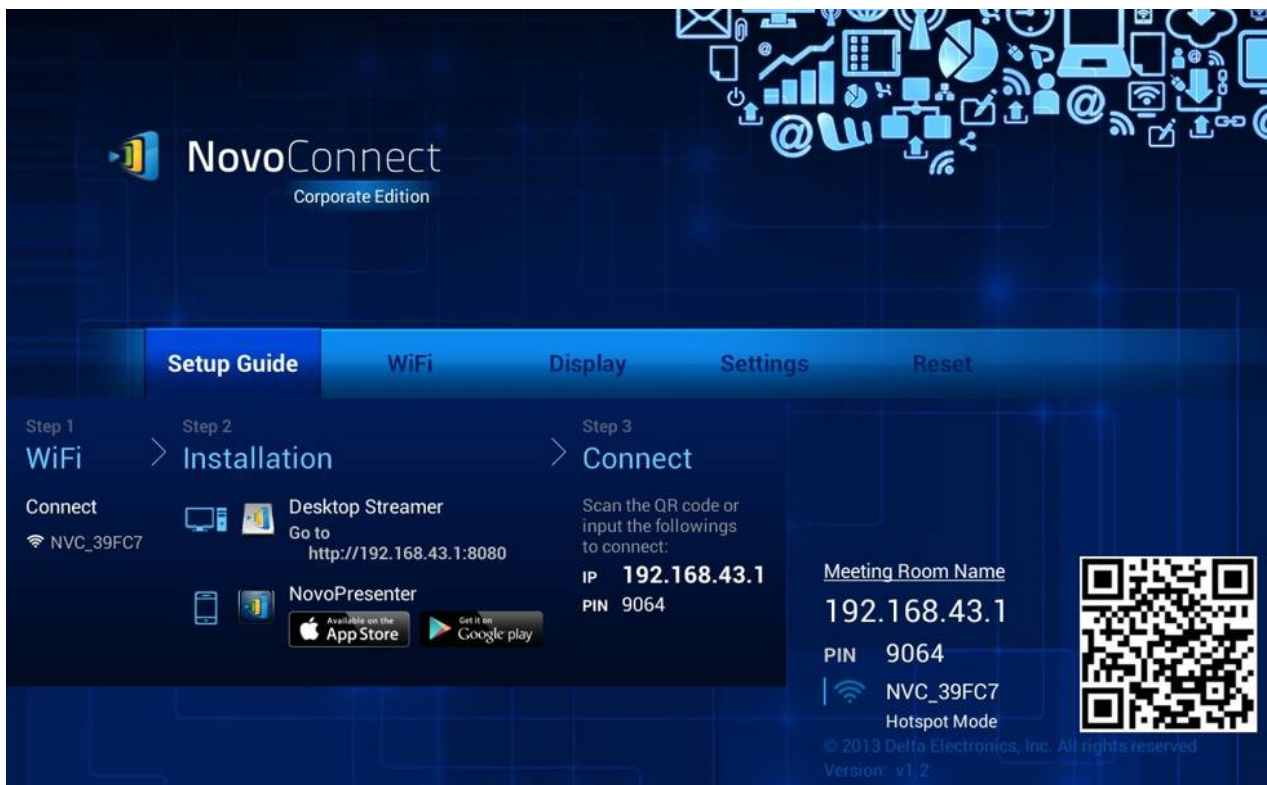 NovoConnect
Corporate Edition
Setup Guide WiFi Display Settings Reset
Step 1
WiFi
Connect
NVC_39FC7
Step 2
Installation
Desktop Streamer
Go to
http://192.168.43.1:8080
NovoPresenter
Available on the
App Store
Get it on
Google play
Step 3
Connect
Scan the QR code or
input the followings
to connect:
IP 192.168.43.1
PIN 9064
Meeting Room Name
192.168.43.1
PIN 9064
NVC_39FC7
Hotspot Mode
© 2013 Delta Electronics, Inc. All rights reserved
Version: v1.2